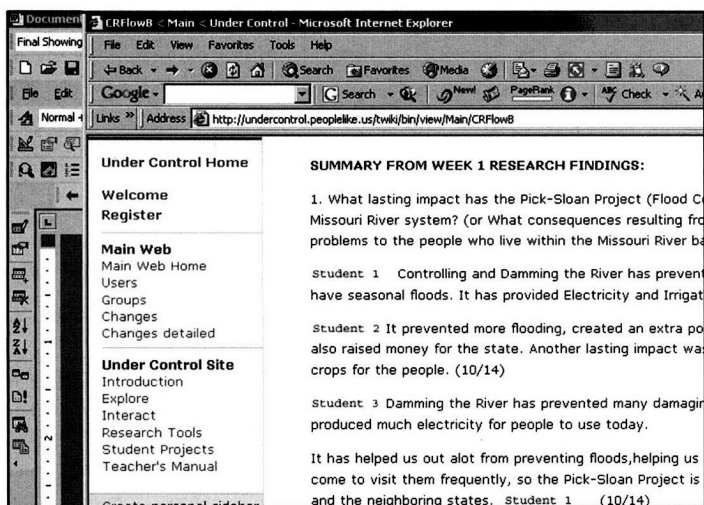 Document
CRFlowB < Main < Under Control - Microsoft Internet Explorer
Final Showing
File Edit View Favorites Tools Help
Back Search Favorites Media
File Edit
Google - Search New! PageRank Check
Normal +
Links » Address http://undercontrol.peoplelike.us/twiki/bin/view/Main/CRFlowB
Under Control Home
Welcome
Register
Main Web
Main Web Home
Users
Groups
Changes
Changes detailed
Under Control Site
Introduction
Explore
Interact
Research Tools
Student Projects
Teacher's Manual
Create personal sidebar
SUMMARY FROM WEEK 1 RESEARCH FINDINGS:
1. What lasting impact has the Pick-Sloan Project (Flood C
Missouri River system? (or What consequences resulting fro
problems to the people who live within the Missouri River ba
Student 1 Controlling and Damming the River has prevent
have seasonal floods. It has provided Electricity and Irrigat
Student 2 It prevented more flooding, created an extra po
also raised money for the state. Another lasting impact wa
crops for the people. (10/14)
Student 3 Damming the River has prevented many damagin
produced much electricity for people to use today.
It has helped us out alot from preventing floods,helping us
come to visit them frequently, so the Pick-Sloan Project is
and the neighboring states. Student 1 (10/14)